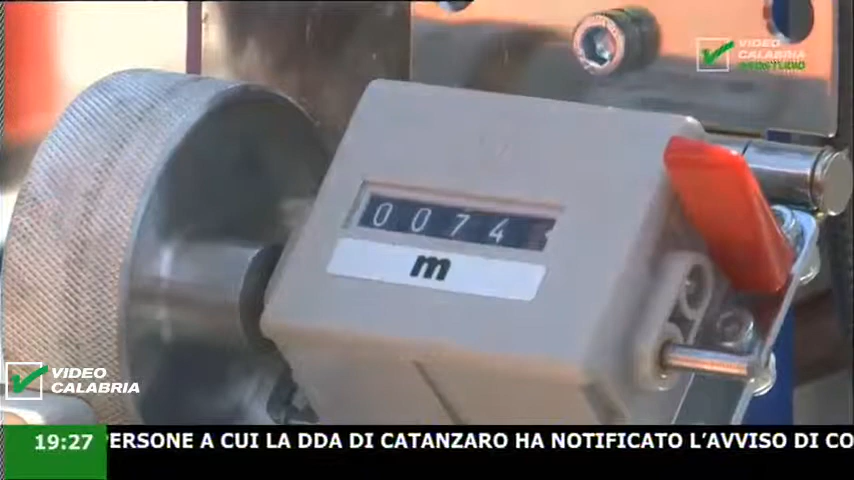 VIDEO
CALABRIA
0074
m
VIDEO
CALABRIA
19:27 PERSONE A CUI LA DDA DI CATANZARO HA NOTIFICATO L'AVVISO DI CO